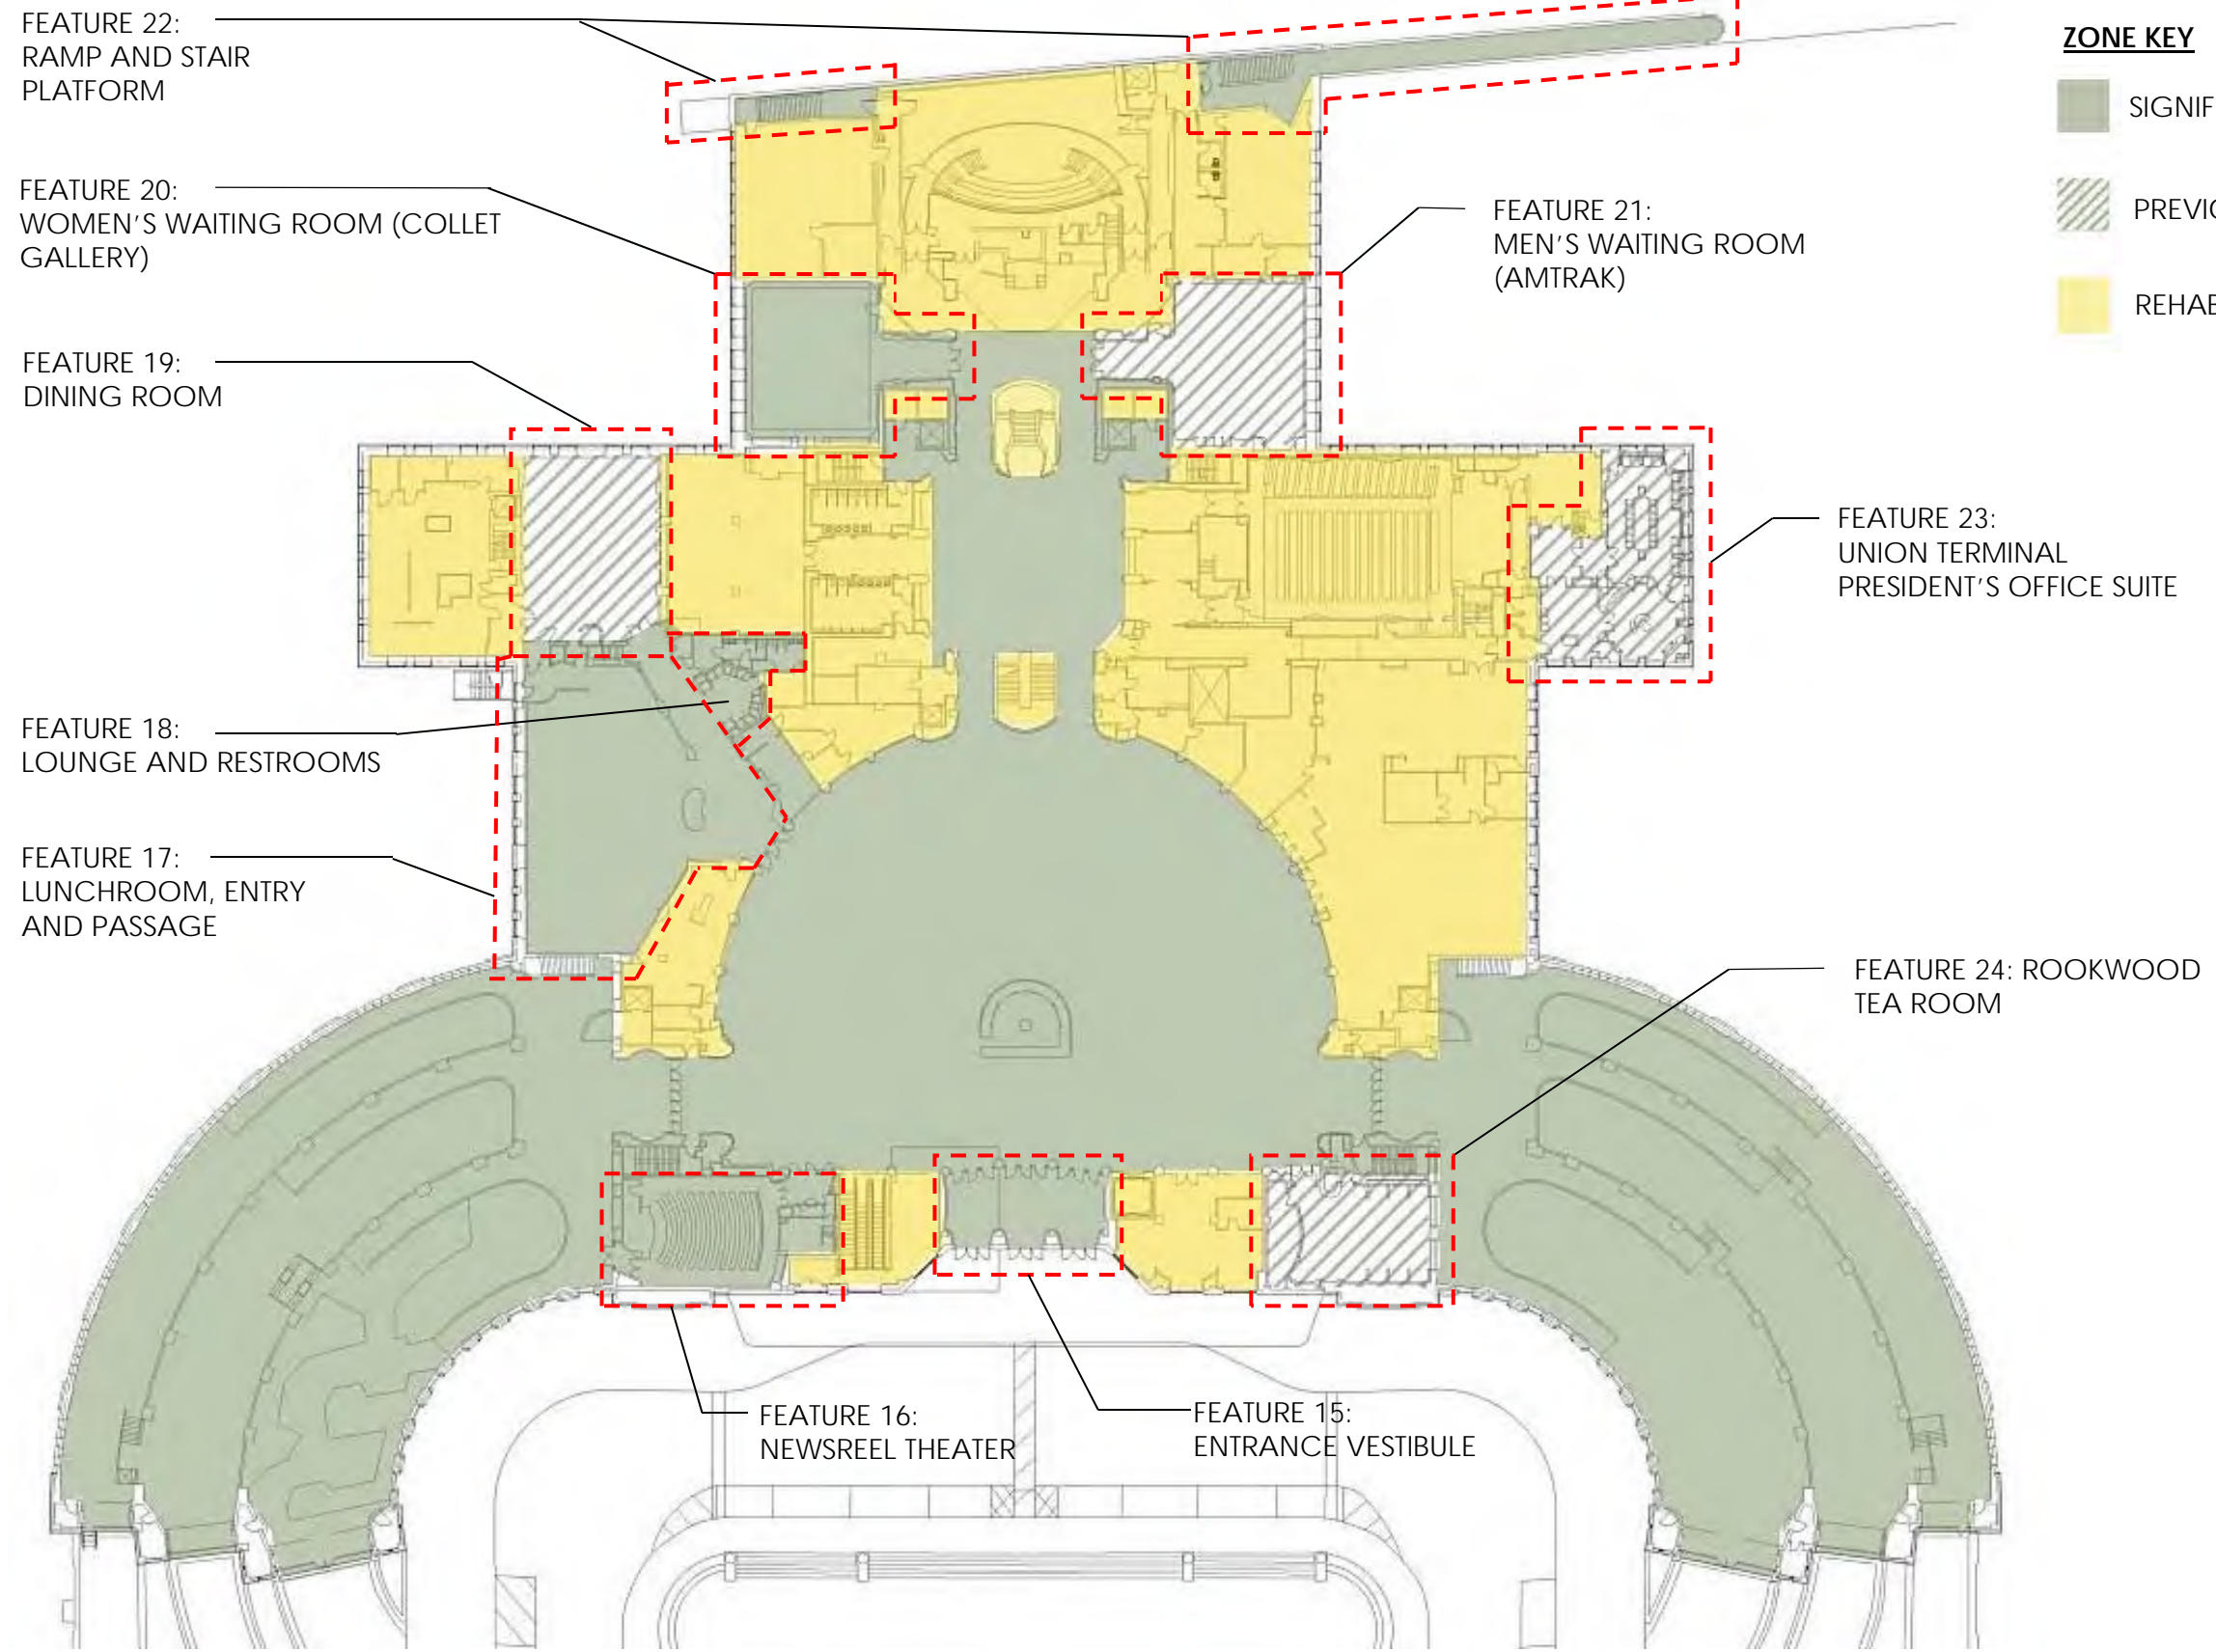 FEATURE 22:
RAMP AND STAIR
PLATFORM
ZONE KEY
SIGNIF
PREVIO
REHAB
FEATURE 20:
WOMEN'S WAITING ROOM (COLLET
GALLERY)
FEATURE 21:
MEN'S WAITING ROOM
(AMTRAK)
FEATURE 19:
DINING ROOM
FEATURE 23:
UNION TERMINAL
PRESIDENT'S OFFICE SUITE
FEATURE 18:
LOUNGE AND RESTROOMS
FEATURE 17:
LUNCHROOM, ENTRY
AND PASSAGE
FEATURE 24: ROOKWOOD
TEA ROOM
FEATURE 16:
NEWSREEL THEATER
FEATURE 15:
ENTRANCE VESTIBULE